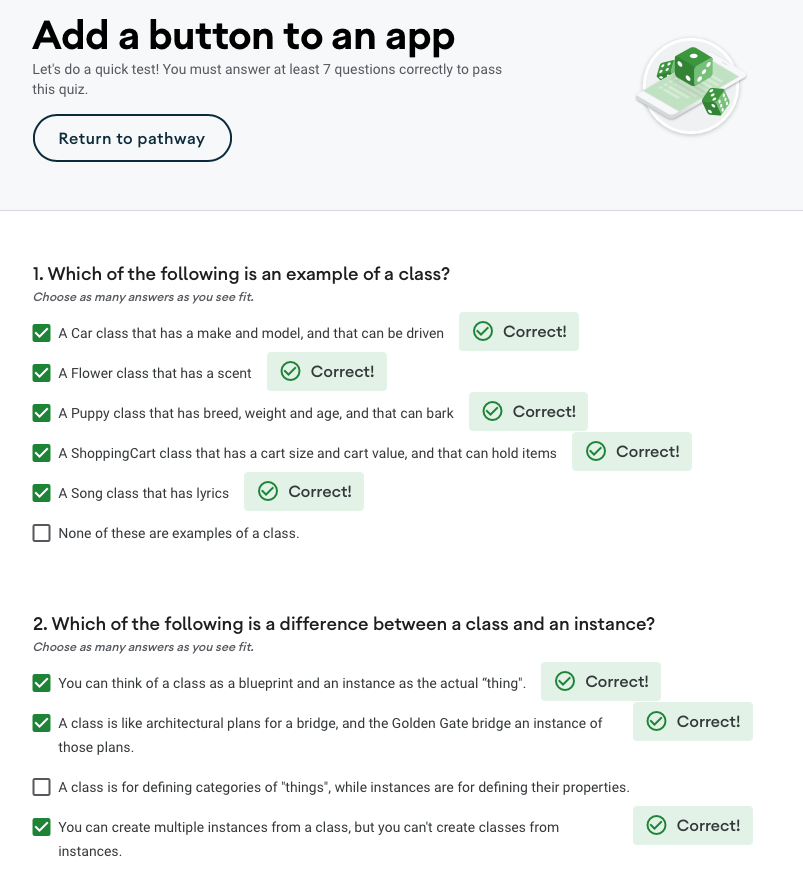 Add a button to an app
Let's do a quick test! You must answer at least 7 questions correctly to pass
this quiz.
Return to pathway
1. Which of the following is an example of a class?
Choose as many answers as you see fit.
A Car class that has a make and model, and that can be driven
Correct!
A Flower class that has a scent
Correct!
A Puppy class that has breed, weight and age, and that can bark
Correct!
A ShoppingCart class that has a cart size and cart value, and that can hold items
Correct!
A Song class that has lyrics
Correct!
None of these are examples of a class.
2. Which of the following is a difference between a class and an instance?
Choose as many answers as you see fit.
You can think of a class as a blueprint and an instance as the actual “thing".
Correct!
A class is like architectural plans for a bridge, and the Golden Gate bridge an instance of
those plans.
Correct!
A class is for defining categories of "things", while instances are for defining their properties.
You can create multiple instances from a class, but you can't create classes from
instances.
Correct!